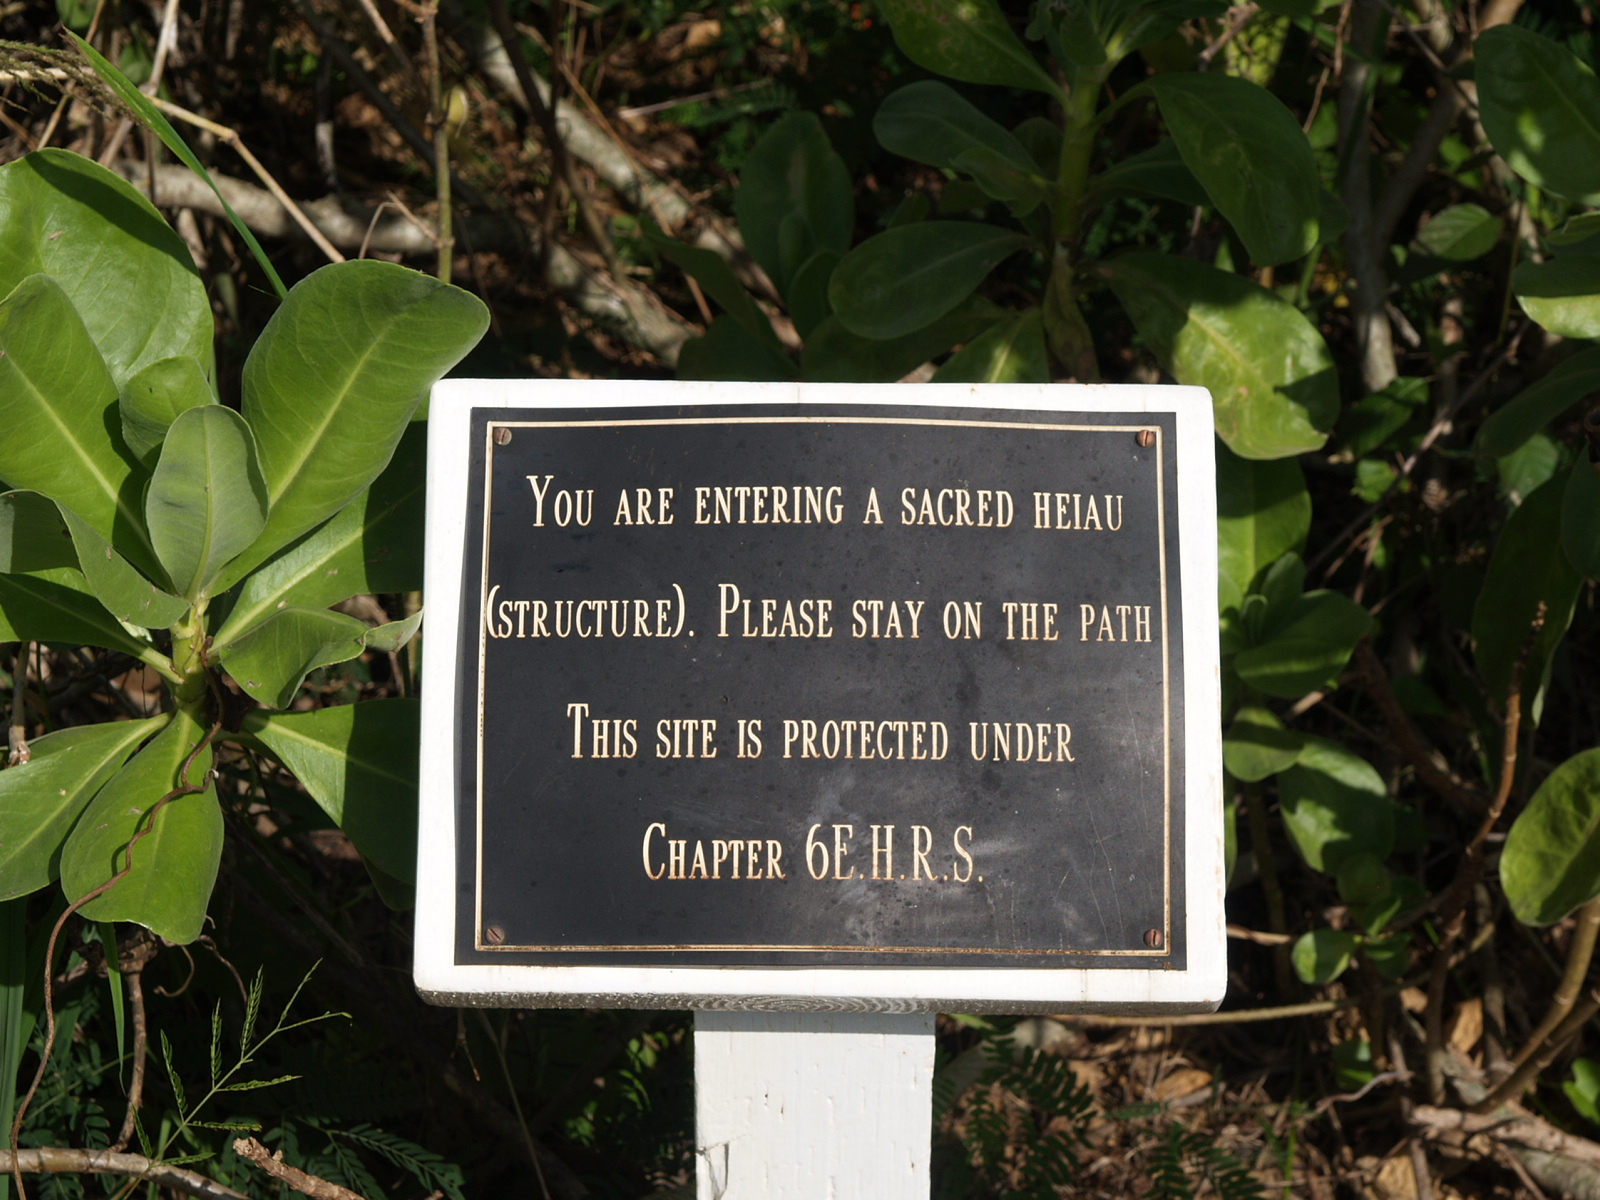 You are entering a sacred heiau
(structure). Please stay on the path
This site is protected under
Chapter 6E.H.R.S.